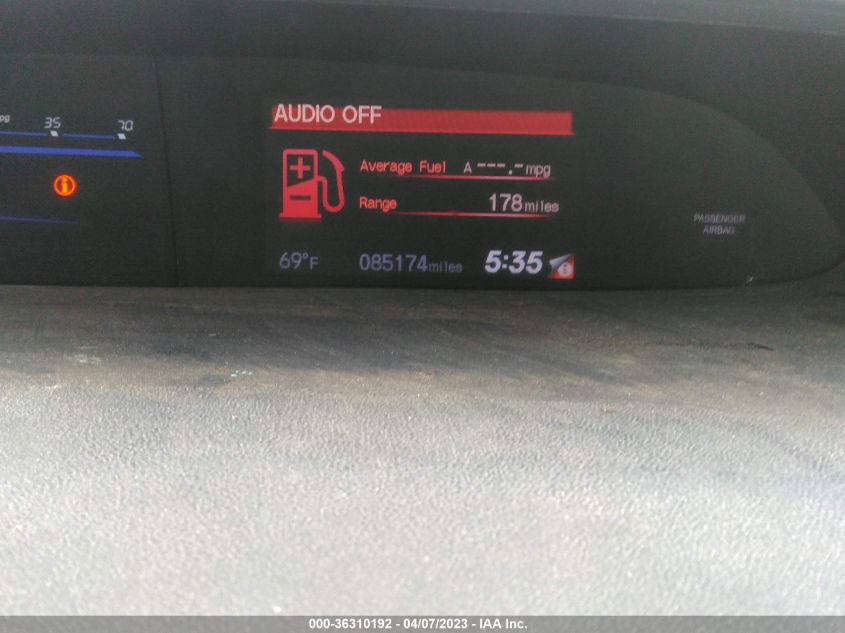 35 70
AUDIO OFF
Average Fuel A ---.- mpg
Range 178 miles
PASSENGER
AIRBAG
69°F 085174 miles 5:35
000-36310192 - 04/07/2023 - IAA Inc.